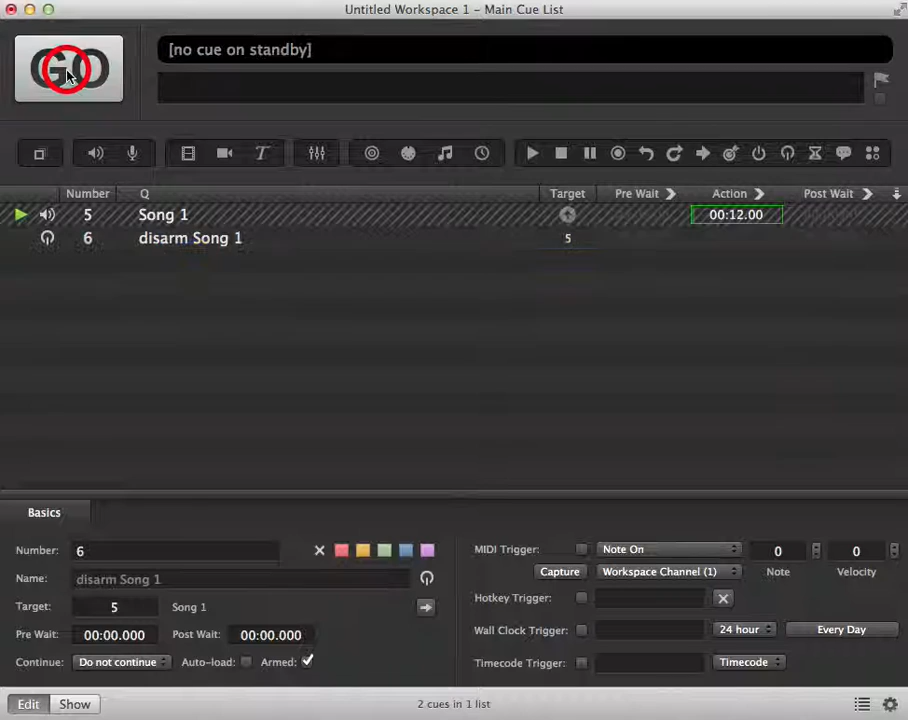 Untitled Workspace 1 – Main Cue List
GO
[no cue on standby]
T
Number Q Target Pre Wait Action Post Wait
5 Song 1 00:12.00
6 disarm Song 1 5
Basics
Number: 6
Name: disarm Song 1
Target: 5 Song 1
Pre Wait: 00:00.000 Post Wait: 00:00.000
Continue: Do not continue Auto-load: Armed:
MIDI Trigger: Note On 0 0
Capture Workspace Channel (1) Note Velocity
Hotkey Trigger:
Wall Clock Trigger: 24 hour Every Day
Timecode Trigger: Timecode
Edit Show 2 cues in 1 list